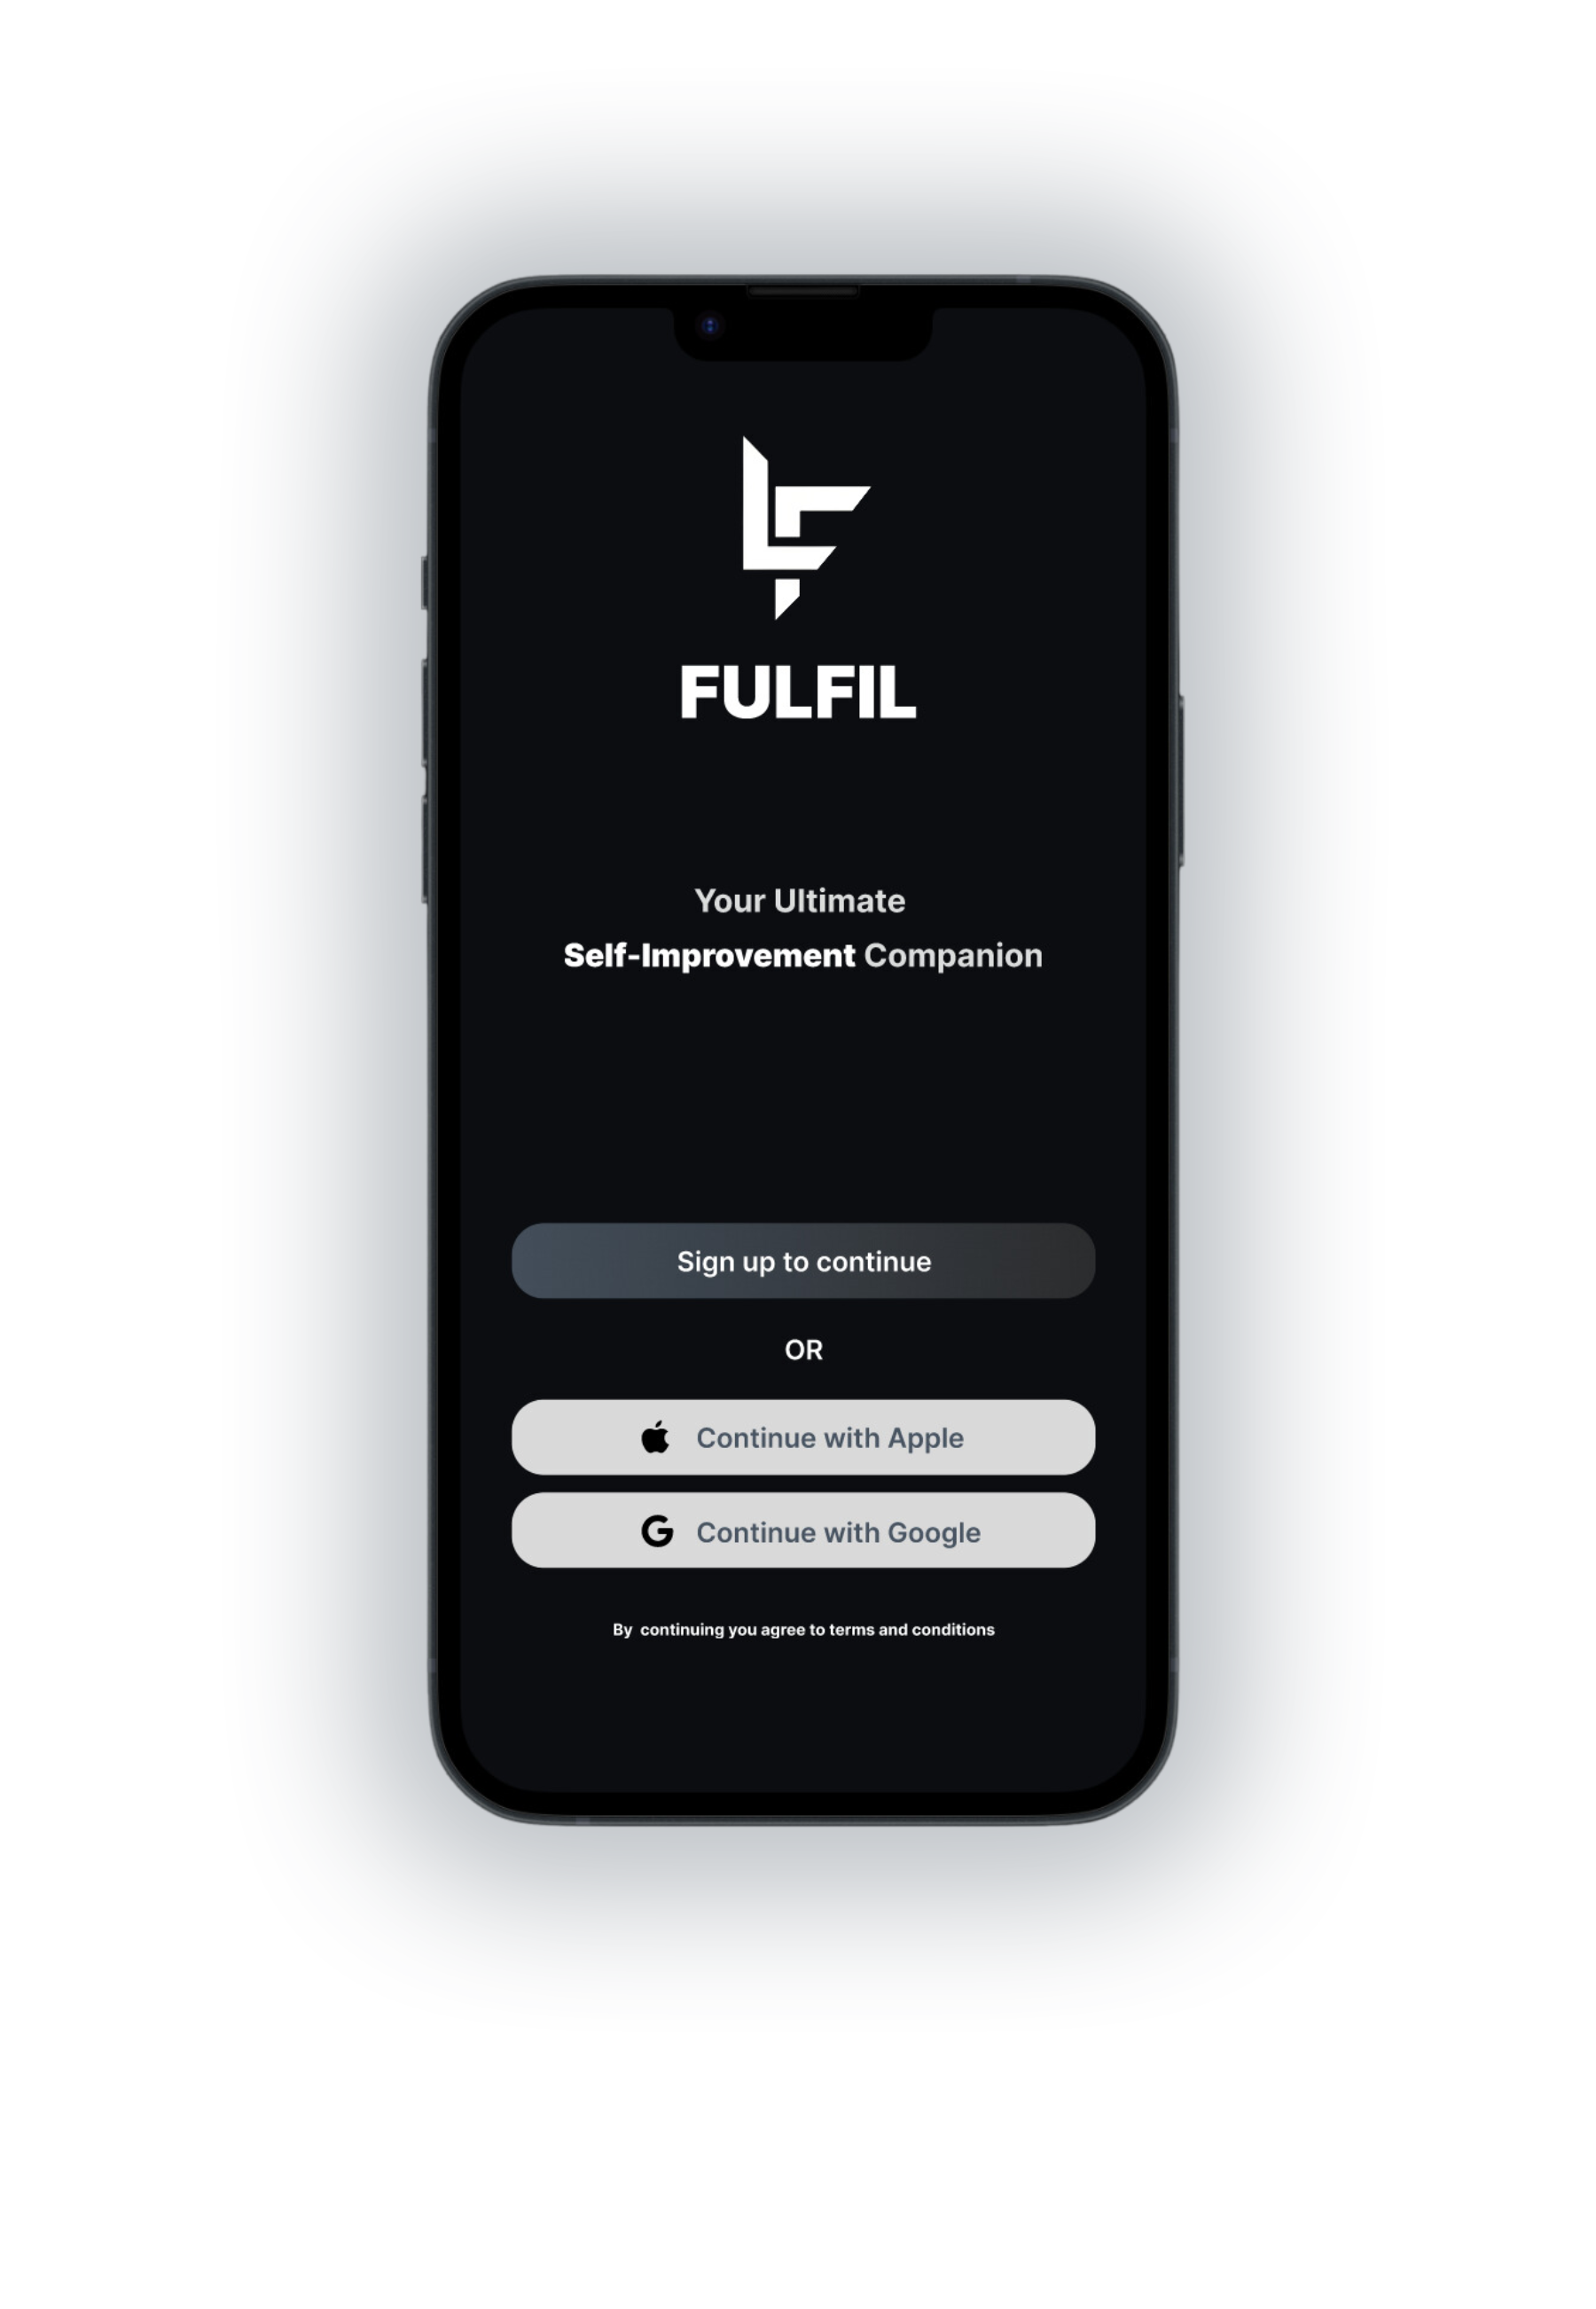 FULFIL
Your Ultimate
Self-Improvement Companion
Sign up to continue
OR
Continue with Apple
Continue with Google
By continuing you agree to terms and conditions